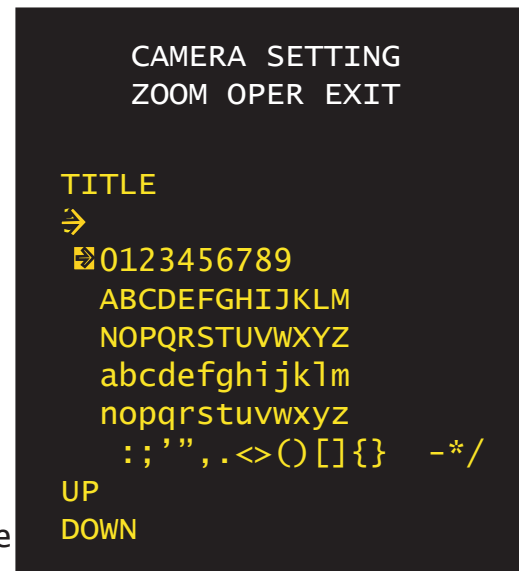 CAMERA SETTING
ZOOM OPER EXIT
TITLE
→
→0123456789
ABCDEFGHIJKLM
NOPQRSTUVWXYZ
abcdefghijklm
nopqrstuvwxyz
:;'”,.<>()[]{} -*/
UP
DOWN
e